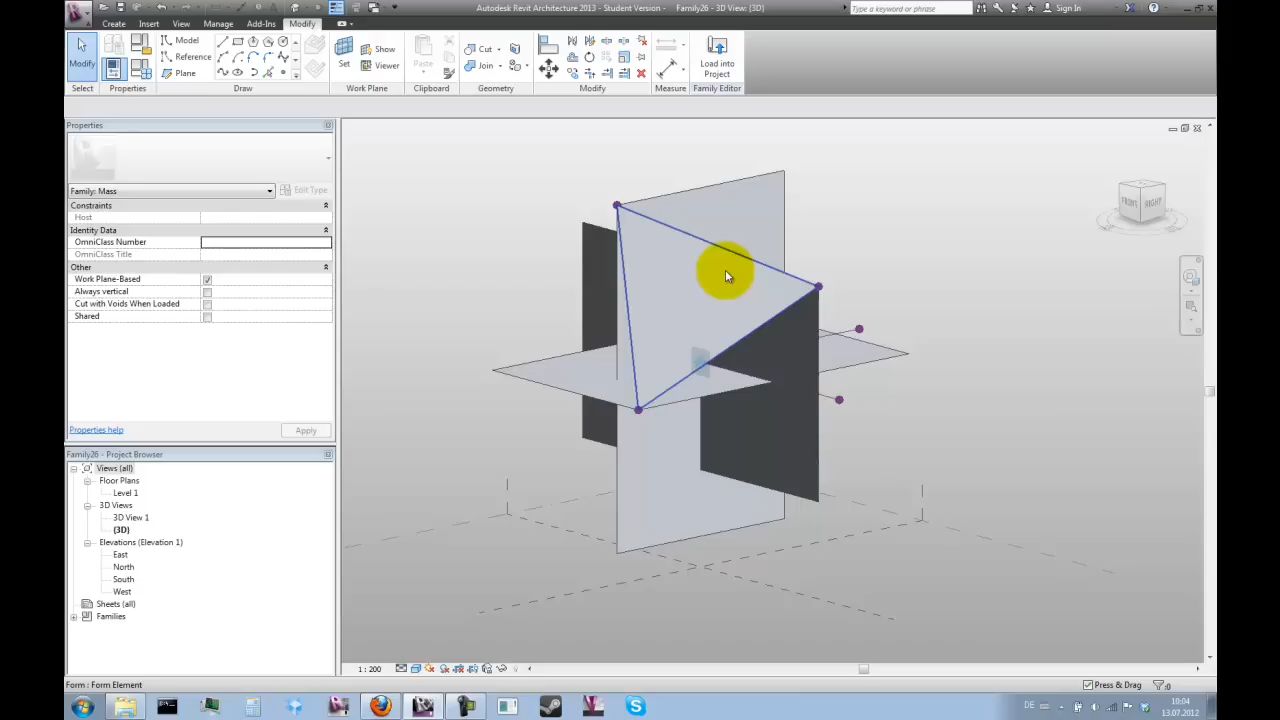 Autodesk Revit Architecture 2013 - Student Version - Family26 - 3D View: {3D}
Type a keyword or phrase
Sign In
Create Insert View Manage Add-Ins Modify
Modify
Model
Reference
Plane
Set
Show
Viewer
Paste
Cut
Join
Load into
Project
Select Properties Draw Work Plane Clipboard Geometry Modify Measure Family Editor
Properties
Family: Mass
Edit Type
Constraints
Host
Identity Data
OmniClass Number
OmniClass Title
Other
Work Plane-Based
Always vertical
Cut with Voids When Loaded
Shared
FRONT RIGHT
Properties help
Apply
Family26 - Project Browser
Views (all)
Floor Plans
Level 1
3D Views
3D View 1
{3D}
Elevations (Elevation 1)
East
North
South
West
Sheets (all)
Families
1 : 200
Form : Form Element
Press & Drag
:0
DE
10:04
13.07.2012